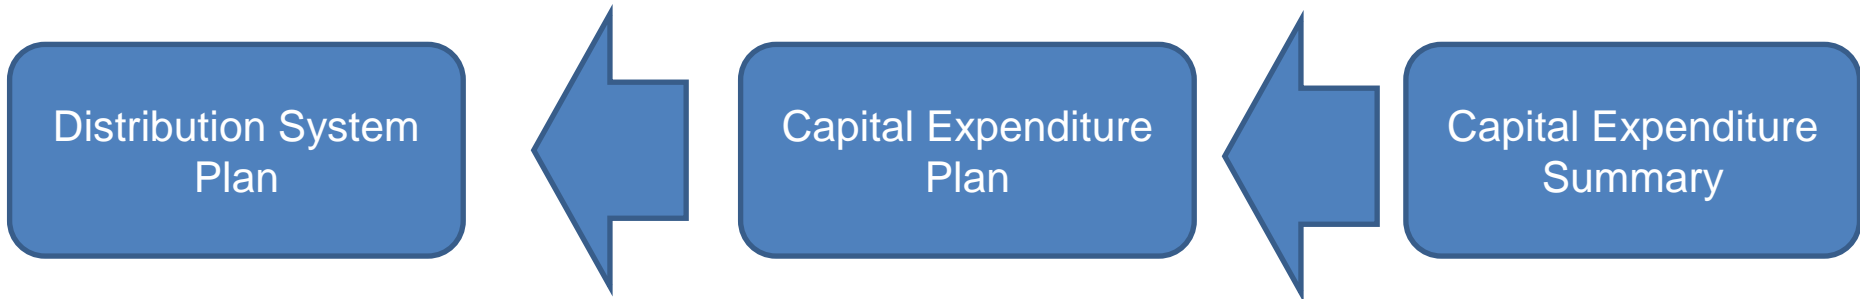 Distribution System
Plan
Capital Expenditure
Plan
Capital Expenditure
Summary